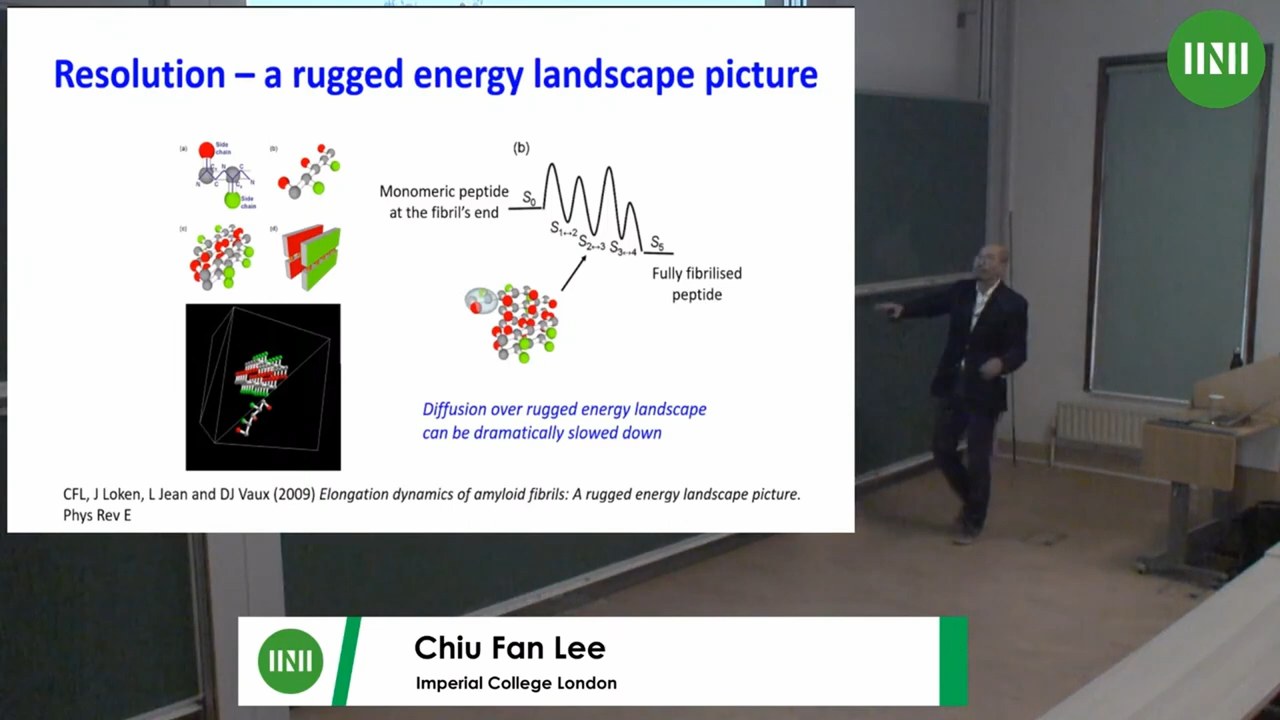 Resolution – a rugged energy landscape picture
(a)
Side
chain
N
C
N
C
N
Side
chain
(b)
(c)
(d)
(b)
Monomeric peptide
at the fibril's end
S0
S1↔2
S2↔3
S3↔4
S5
Fully fibrilised
peptide
Diffusion over rugged energy landscape
can be dramatically slowed down
CFL, J Loken, L Jean and DJ Vaux (2009) Elongation dynamics of amyloid fibrils: A rugged energy landscape picture.
Phys Rev E
Chiu Fan Lee
Imperial College London